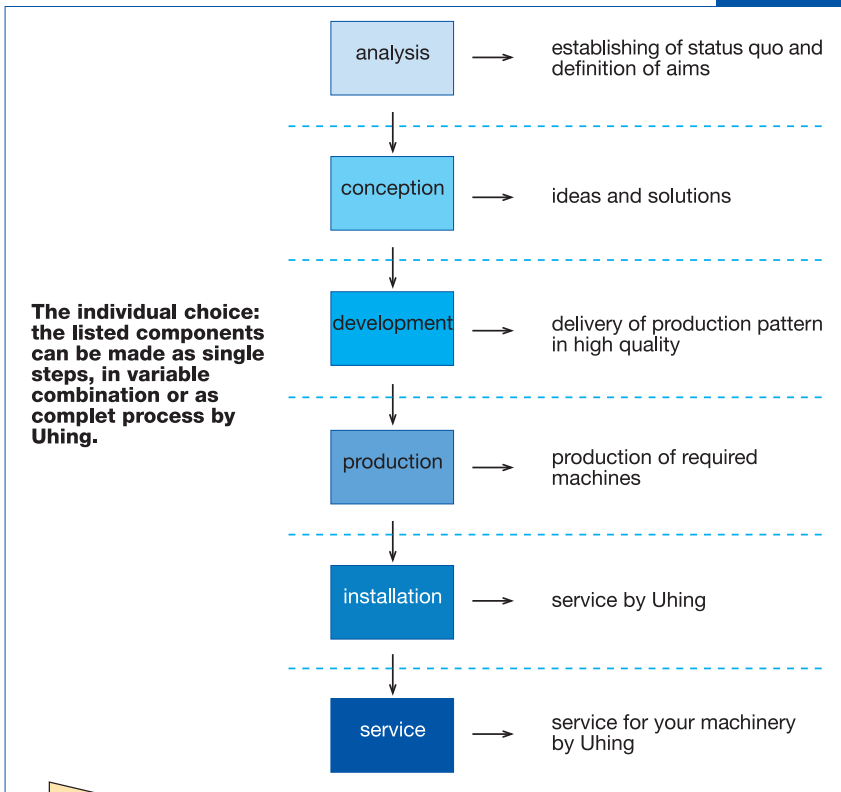 analysis
establishing of status quo and
definition of aims
conception
ideas and solutions
The individual choice:
the listed components
can be made as single
steps, in variable
combination or as
complet process by
Uhing.
development
delivery of production pattern
in high quality
production
production of required
machines
installation
service by Uhing
service
service for your machinery
by Uhing